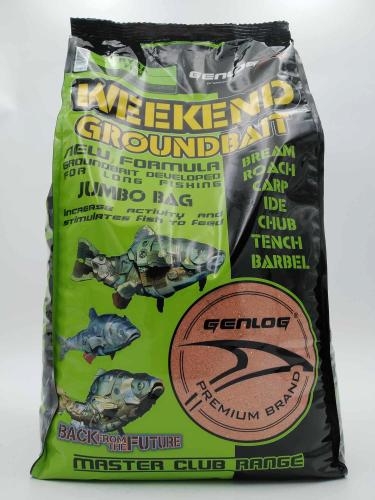 GENLOG
WEEKEND
GROUNDBAIT
NEW FORMULA
GROUNDBAIT DEVELOPED
FOR LONG FISHING
JUMBO BAG
INCREASE ACTIVITY AND
STIMULATES FISH TO FEED
BREAM
ROACH
CARP
IDE
CHUB
TENCH
BARBEL
GENLOG
PREMIUM BRAND
BACK FROM THE FUTURE
MASTER CLUB RANGE